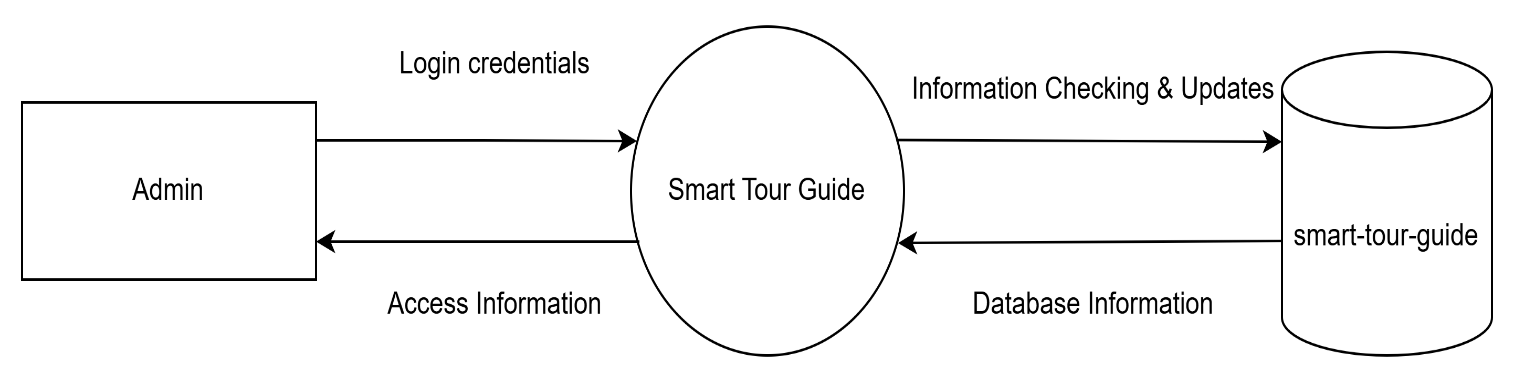 Login credentials
Information Checking & Updates
Admin
Smart Tour Guide
smart-tour-guide
Access Information
Database Information